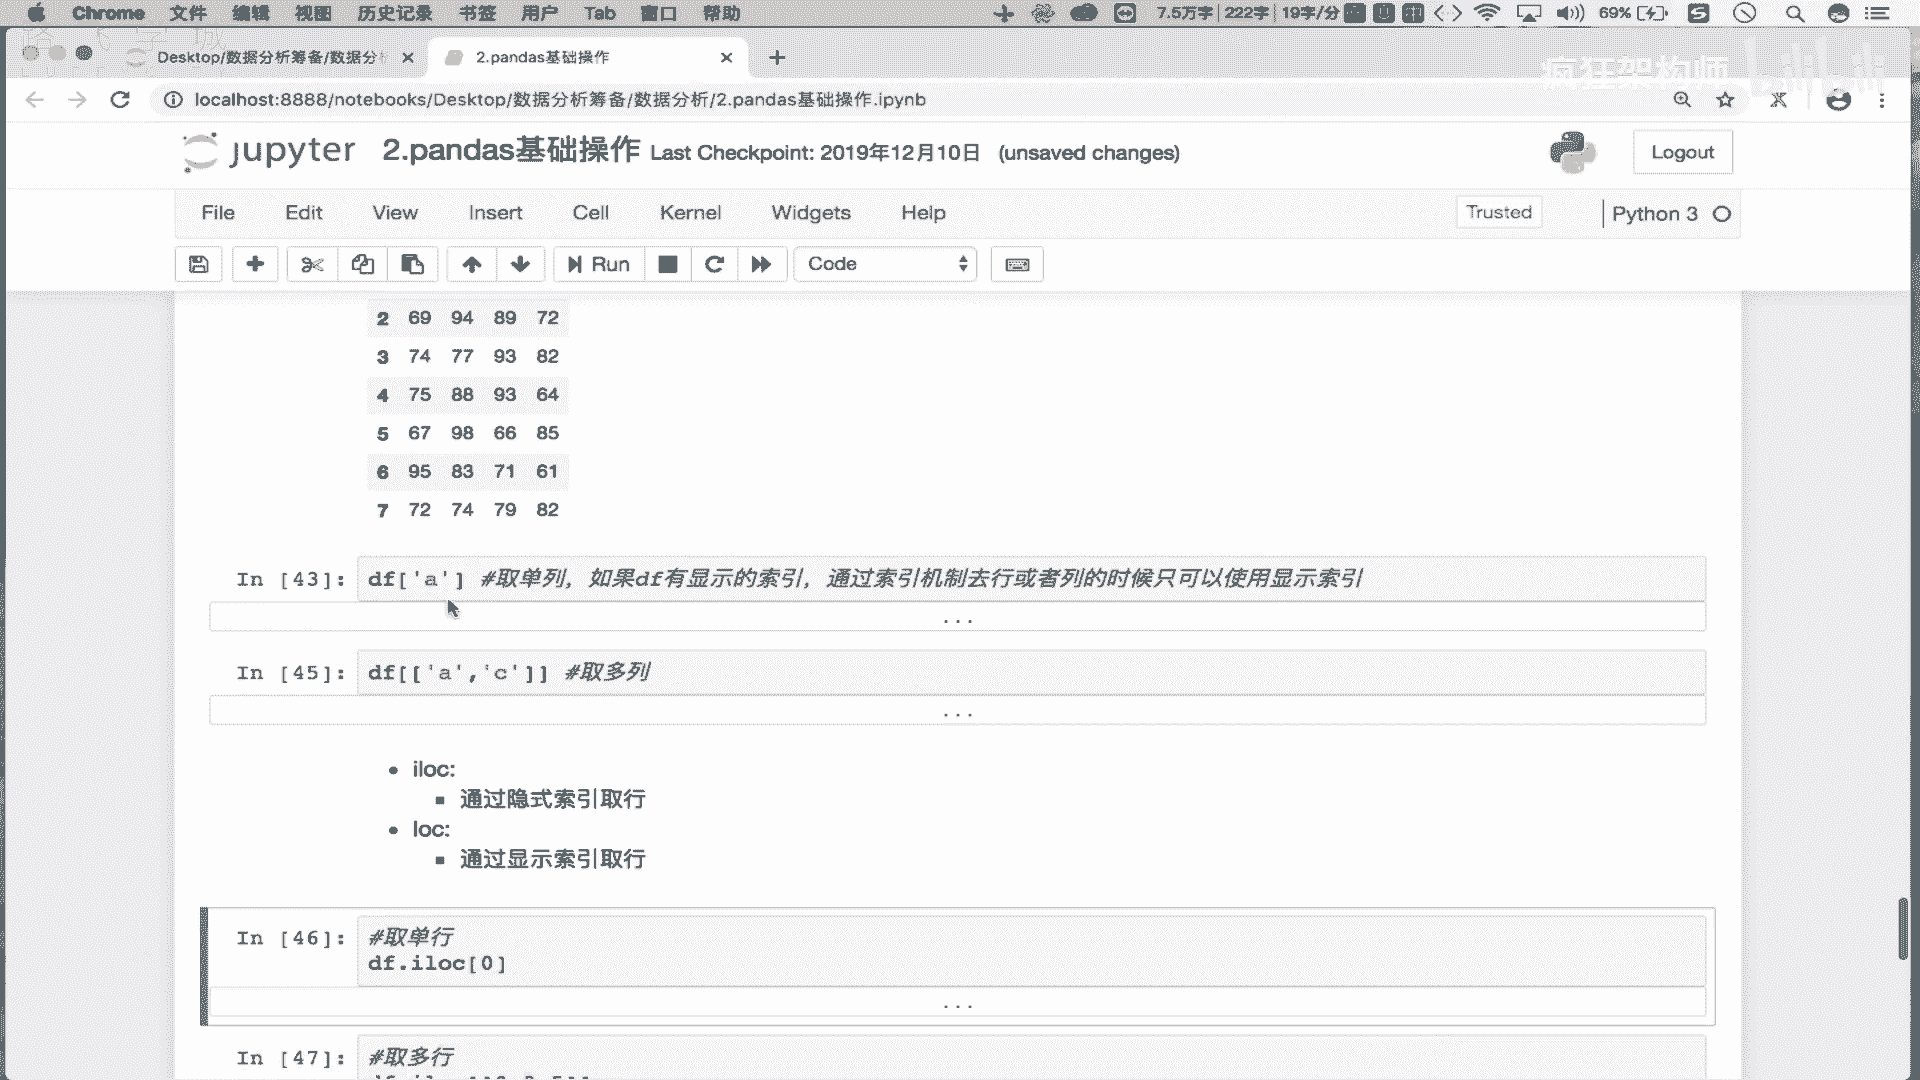 Chrome 文件 编辑 视图 历史记录 书签 用户 Tab 窗口 帮助 7.5万字 222字 19字/分 69%
Desktop/数据分析筹备/数据分析 2.pandas基础操作
疯狂架构师 bilibili
localhost:8888/notebooks/Desktop/数据分析筹备/数据分析/2.pandas基础操作.ipynb
jupyter 2.pandas基础操作 Last Checkpoint: 2019年12月10日 (unsaved changes) Logout
File Edit View Insert Cell Kernel Widgets Help Trusted Python 3
Run Code
2 69 94 89 72
3 74 77 93 82
4 75 88 93 64
5 67 98 66 85
6 95 83 71 61
7 72 74 79 82
In [43]: df['a'] #取单列，如果df有显示的索引，通过索引机制去行或者列的时候只可以使用显示索引
...
In [45]: df[['a','c']] #取多列
...
iloc:
通过隐式索引取行
loc:
通过显示索引取行
In [46]: #取单行
df.iloc[0]
...
In [47]: #取多行